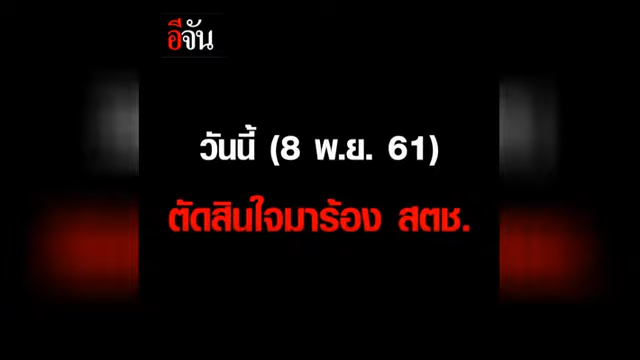 อีจัน
วันนี้ (8 พ.ย. 61)
ตัดสินใจมาร้อง สตช.